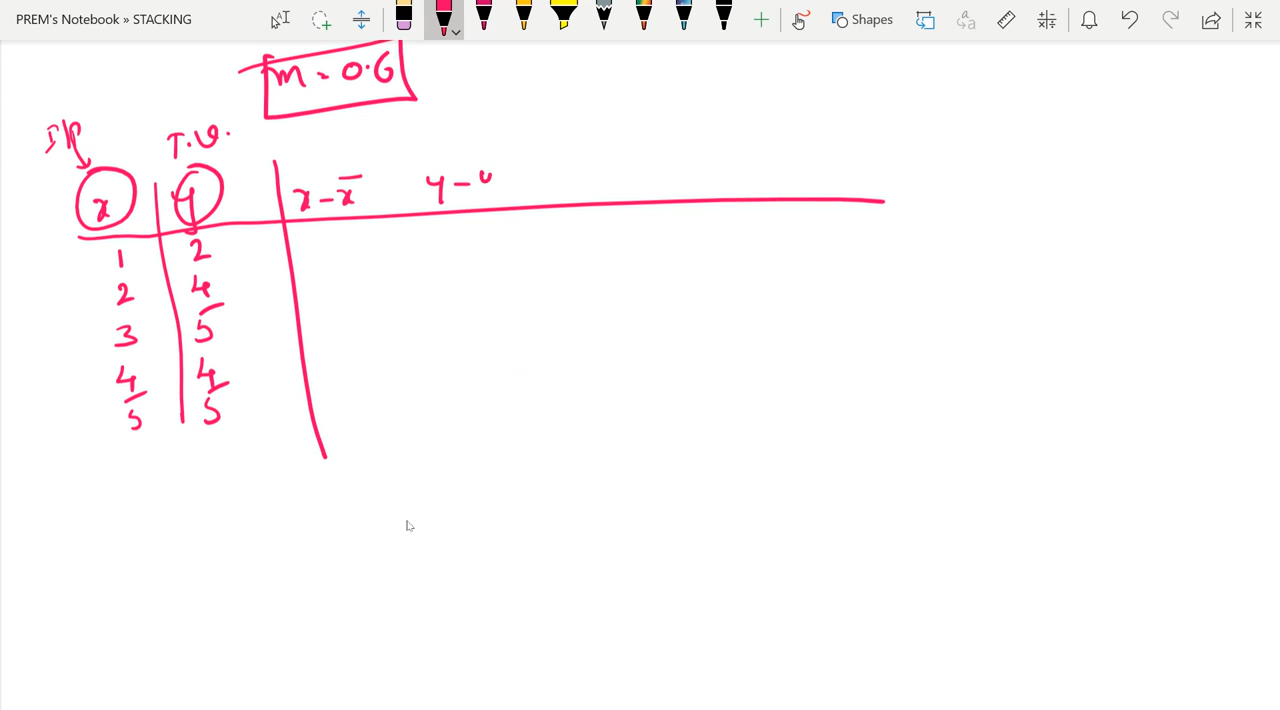 PREM's Notebook » STACKING
Shapes
m = 0.6
I/P T.V.
x y x - x̄ y -
1 2
2 4
3 5
4 4
5 5